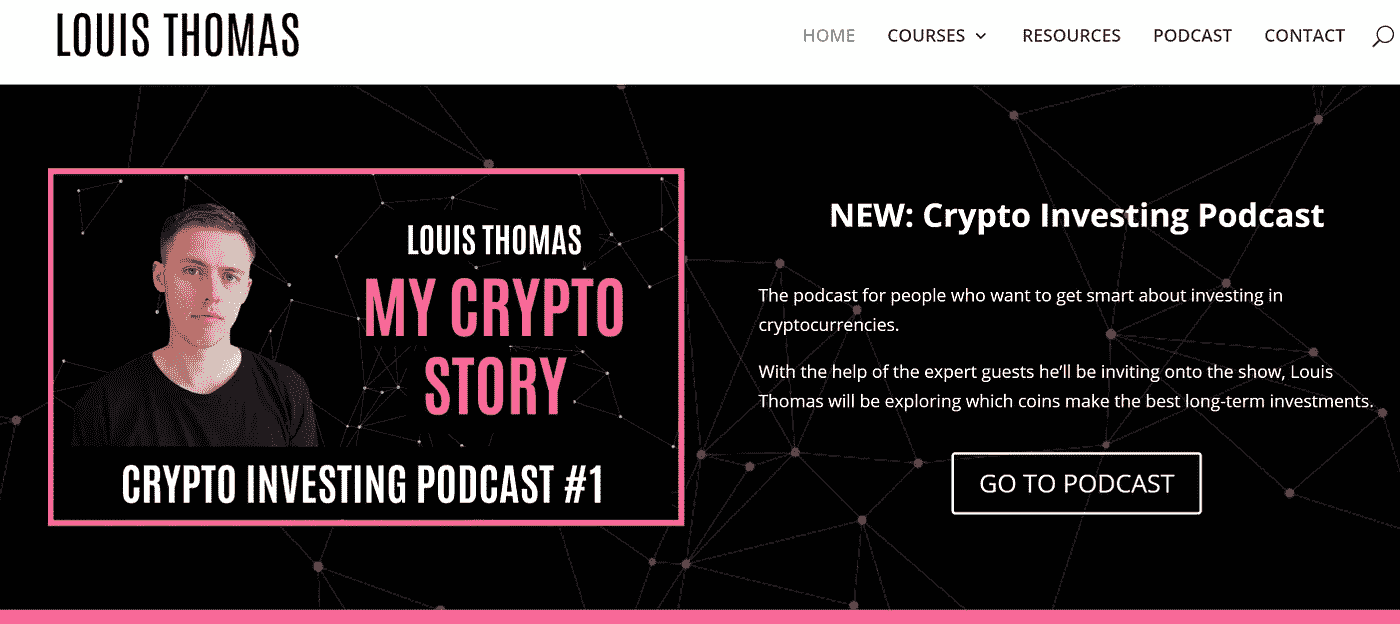 LOUIS THOMAS
HOME COURSES RESOURCES PODCAST CONTACT
LOUIS THOMAS
MY CRYPTO
STORY
CRYPTO INVESTING PODCAST #1
NEW: Crypto Investing Podcast
The podcast for people who want to get smart about investing in
cryptocurrencies.
With the help of the expert guests he’ll be inviting onto the show, Louis
Thomas will be exploring which coins make the best long-term investments.
GO TO PODCAST